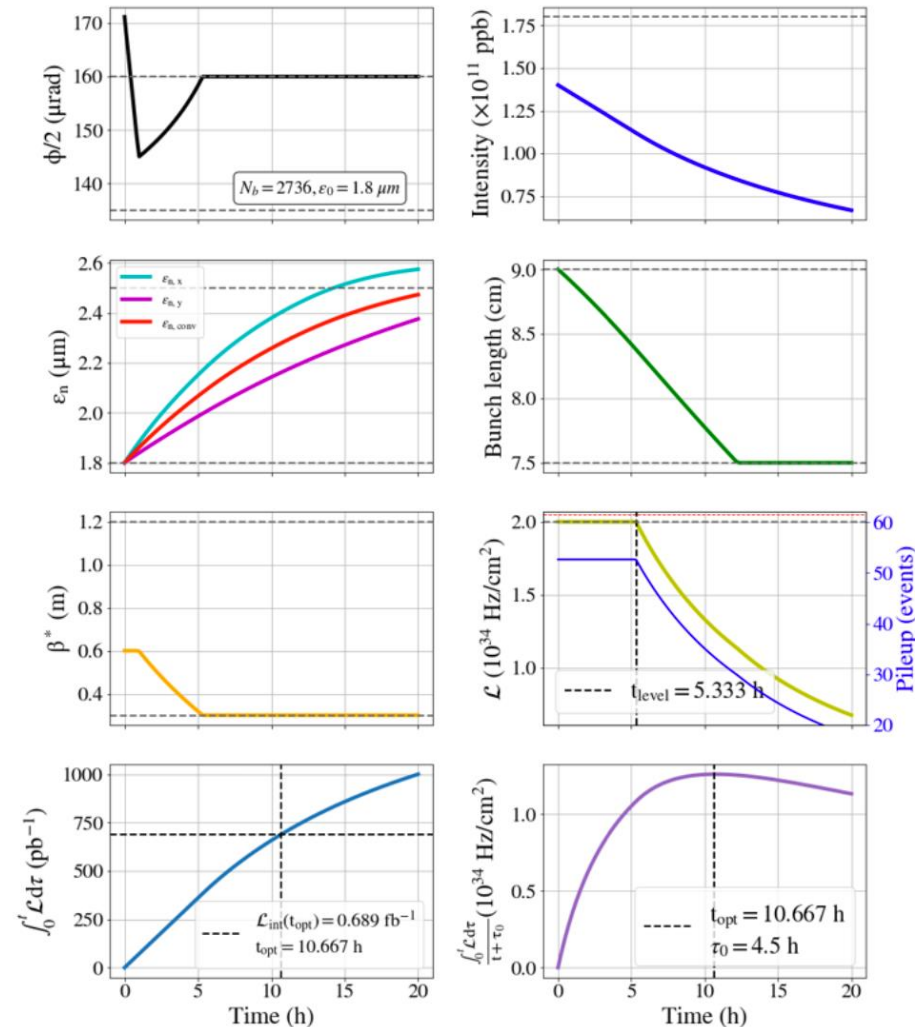 ϕ/2 (μrad)
170
160
150
140
N_b = 2736, ε_0 = 1.8 μm
Intensity (×10^11 ppb)
1.75
1.50
1.25
1.00
0.75
ε_n (μm)
2.6
2.4
2.2
2.0
1.8
ε_n, x
ε_n, y
ε_n, conv
Bunch length (cm)
9.0
8.5
8.0
7.5
β* (m)
1.2
1.0
0.8
0.6
0.4
ℒ (10^34 Hz/cm^2)
2.0
1.5
1.0
t_level = 5.333 h
60
50
40
30
20
Pileup (events)
∫_0^t ℒdτ (pb^−1)
1000
750
500
250
0
ℒ_int(t_opt) = 0.689 fb^−1
t_opt = 10.667 h
0
5
10
15
20
Time (h)
∫_0^t ℒdτ / t + τ_0 (10^34 Hz/cm^2)
1.0
0.5
0.0
t_opt = 10.667 h
τ_0 = 4.5 h
0
5
10
15
20
Time (h)